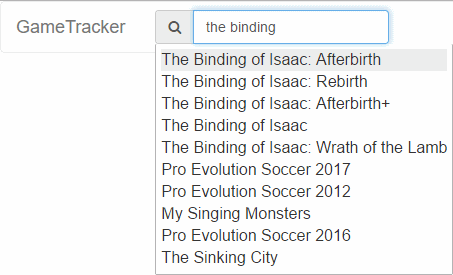 GameTracker
the binding
The Binding of Isaac: Afterbirth
The Binding of Isaac: Rebirth
The Binding of Isaac: Afterbirth+
The Binding of Isaac
The Binding of Isaac: Wrath of the Lamb
Pro Evolution Soccer 2017
Pro Evolution Soccer 2012
My Singing Monsters
Pro Evolution Soccer 2016
The Sinking City